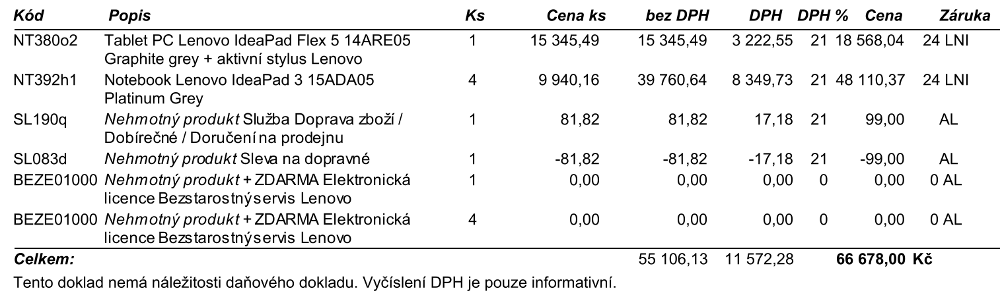 Kód Popis Ks Cena ks bez DPH DPH DPH % Cena Záruka
NT380o2 Tablet PC Lenovo IdeaPad Flex 5 14ARE05 1 15 345,49 15 345,49 3 222,55 21 18 568,04 24 LNI
Graphite grey + aktivní stylus Lenovo
NT392h1 Notebook Lenovo IdeaPad 3 15ADA05 4 9 940,16 39 760,64 8 349,73 21 48 110,37 24 LNI
Platinum Grey
SL190q Nehmotný produkt Služba Doprava zboží / 1 81,82 81,82 17,18 21 99,00 AL
Dobírečné / Doručení na prodejnu
SL083d Nehmotný produkt Sleva na dopravné 1 -81,82 -81,82 -17,18 21 -99,00 AL
BEZE01000 Nehmotný produkt + ZDARMA Elektronická 1 0,00 0,00 0,00 0 0,00 0 AL
licence Bezstarostný servis Lenovo
BEZE01000 Nehmotný produkt + ZDARMA Elektronická 4 0,00 0,00 0,00 0 0,00 0 AL
licence Bezstarostný servis Lenovo
Celkem: 55 106,13 11 572,28 66 678,00 Kč
Tento doklad nemá náležitosti daňového dokladu. Vyčíslení DPH je pouze informativní.